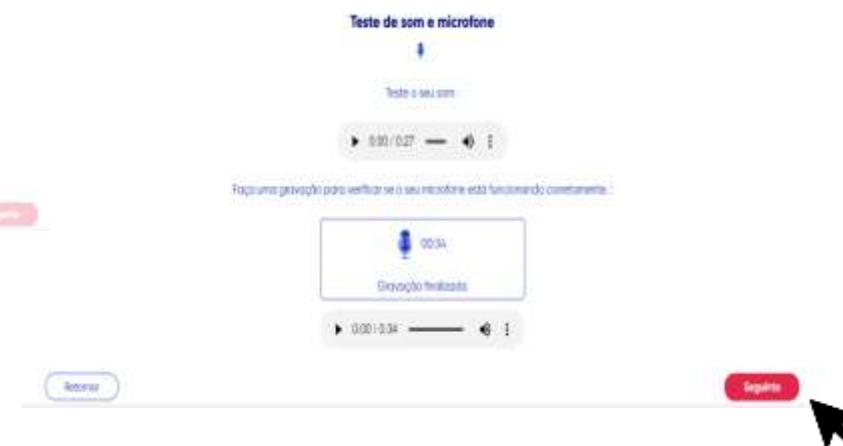 Teste de som e microfone
Teste o seu som:
0:00 / 0:27
Faça uma gravação para verificar se o seu microfone está funcionando corretamente. :
00:34
Gravação finalizada
0:00 / 0:34
Retornar
Seguinte